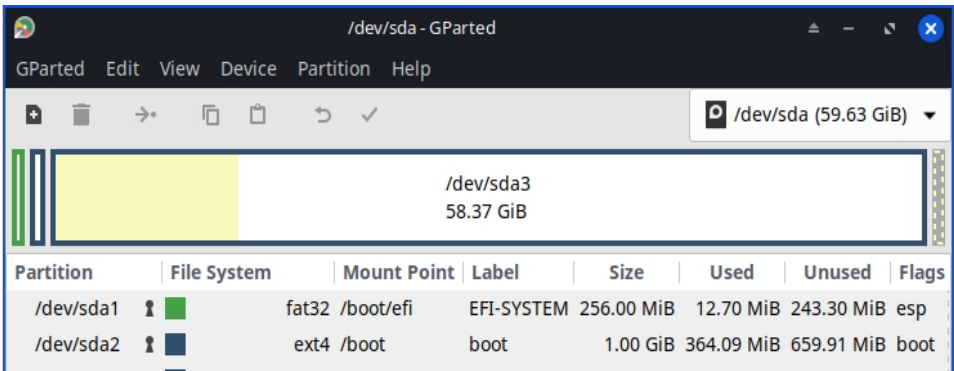 /dev/sda - GParted
GParted Edit View Device Partition Help
/dev/sda (59.63 GiB)
/dev/sda3
58.37 GiB
Partition File System Mount Point Label Size Used Unused Flags
/dev/sda1 fat32 /boot/efi EFI-SYSTEM 256.00 MiB 12.70 MiB 243.30 MiB esp
/dev/sda2 ext4 /boot boot 1.00 GiB 364.09 MiB 659.91 MiB boot